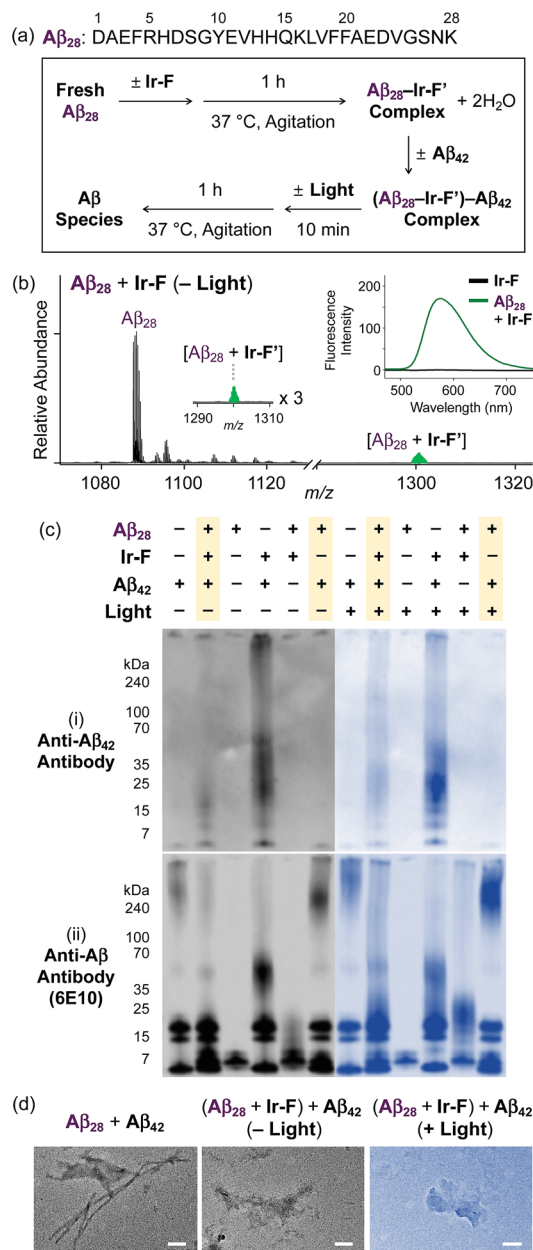 1 5 10 15 20 28
(a) Aβ28: DAEFRHDSGYEVHHQKLVFFAEDVGSNK
Fresh
Aβ28
± Ir-F
1 h
37 °C, Agitation
Aβ28–Ir-F'
Complex
+ 2H2O
± Aβ42
Aβ
Species
1 h
37 °C, Agitation
± Light
10 min
(Aβ28–Ir-F')–Aβ42
Complex
(b) Aβ28 + Ir-F (– Light)
Relative Abundance
Aβ28
[Aβ28 + Ir-F']
x 3
1290 1310
m/z
Fluorescence
Intensity
200
100
0
Ir-F
Aβ28
+ Ir-F
500 600 700
Wavelength (nm)
[Aβ28 + Ir-F']
1080 1100 1120 1300 1320
m/z
(c)
Aβ28 – + + – + + – + + – + +
Ir-F – + – + + – – + – + + –
Aβ42 + + – + – + + + – + – +
Light – – – – – – + + + + + +
(i)
Anti-Aβ42
Antibody
kDa
240
100
70
35
25
15
7
(ii)
Anti-Aβ
Antibody
(6E10)
kDa
240
100
70
35
25
15
7
(d)
Aβ28 + Aβ42
(Aβ28 + Ir-F) + Aβ42
(– Light)
(Aβ28 + Ir-F) + Aβ42
(+ Light)